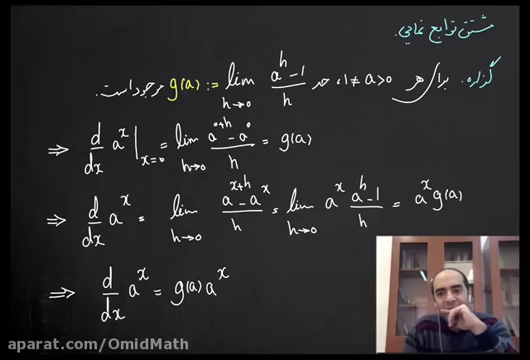 مشتق توابع نمایی.
گزاره. برای هر 1 ≠ a > 0، حد lim_{h→0} (a^h - 1)/h =: g(a) موجود است.
⇒ d/dx a^x |_{x=0} = lim_{h→0} (a^{0+h} - a^0)/h = g(a)
⇒ d/dx a^x = lim_{h→0} (a^{x+h} - a^x)/h = lim_{h→0} a^x (a^h - 1)/h = a^x g(a)
⇒ d/dx a^x = g(a) a^x
aparat.com/OmidMath